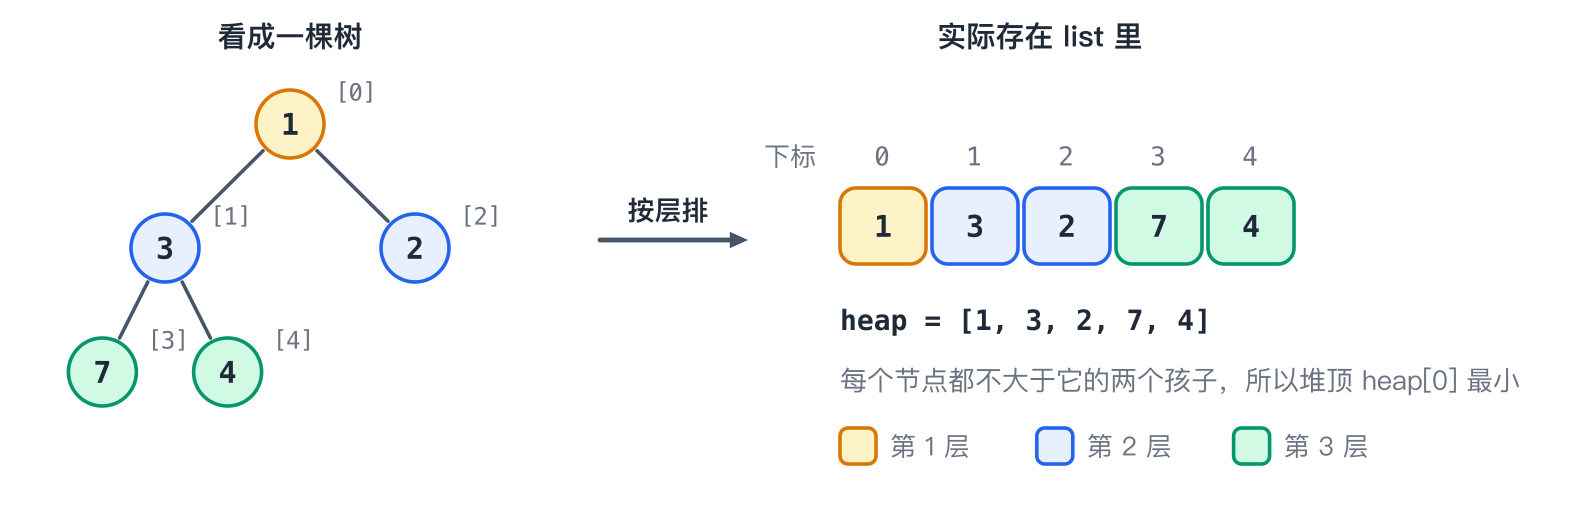 看成一棵树
[0]
1
[1]
3
[2]
2
[3]
7
[4]
4
按层排
实际存在 list 里
下标 0 1 2 3 4
1 3 2 7 4
heap = [1, 3, 2, 7, 4]
每个节点都不大于它的两个孩子，所以堆顶 heap[0] 最小
第 1 层 第 2 层 第 3 层